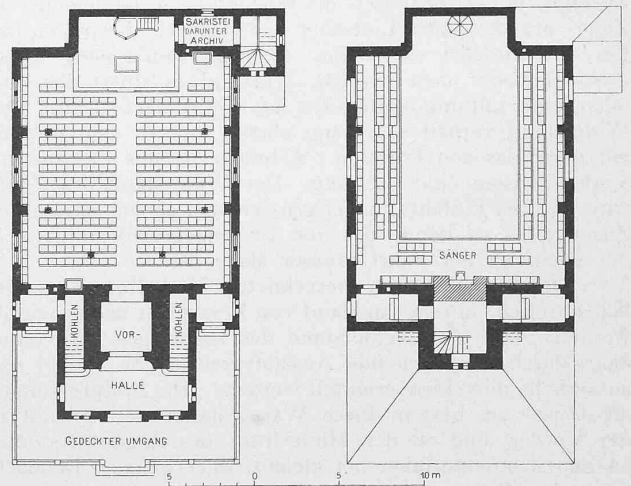 SAKRISTEI
DARUNTER
ARCHIV
SÄNGER
KOHLEN
VOR-
KOHLEN
HALLE
GEDECKTER UMGANG
5 0 5 10 m